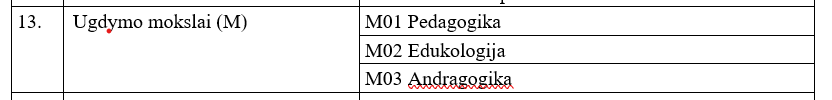 13. Ugdymo mokslai (M) M01 Pedagogika
M02 Edukologija
M03 Andragogika